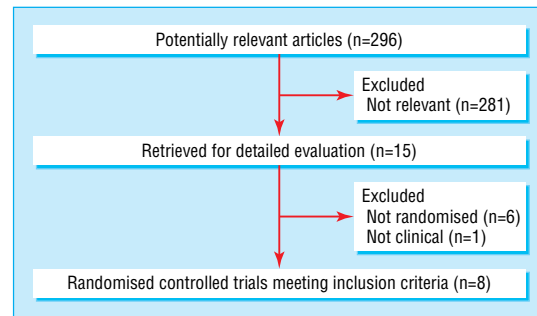 Potentially relevant articles (n=296)
Excluded
Not relevant (n=281)
Retrieved for detailed evaluation (n=15)
Excluded
Not randomised (n=6)
Not clinical (n=1)
Randomised controlled trials meeting inclusion criteria (n=8)